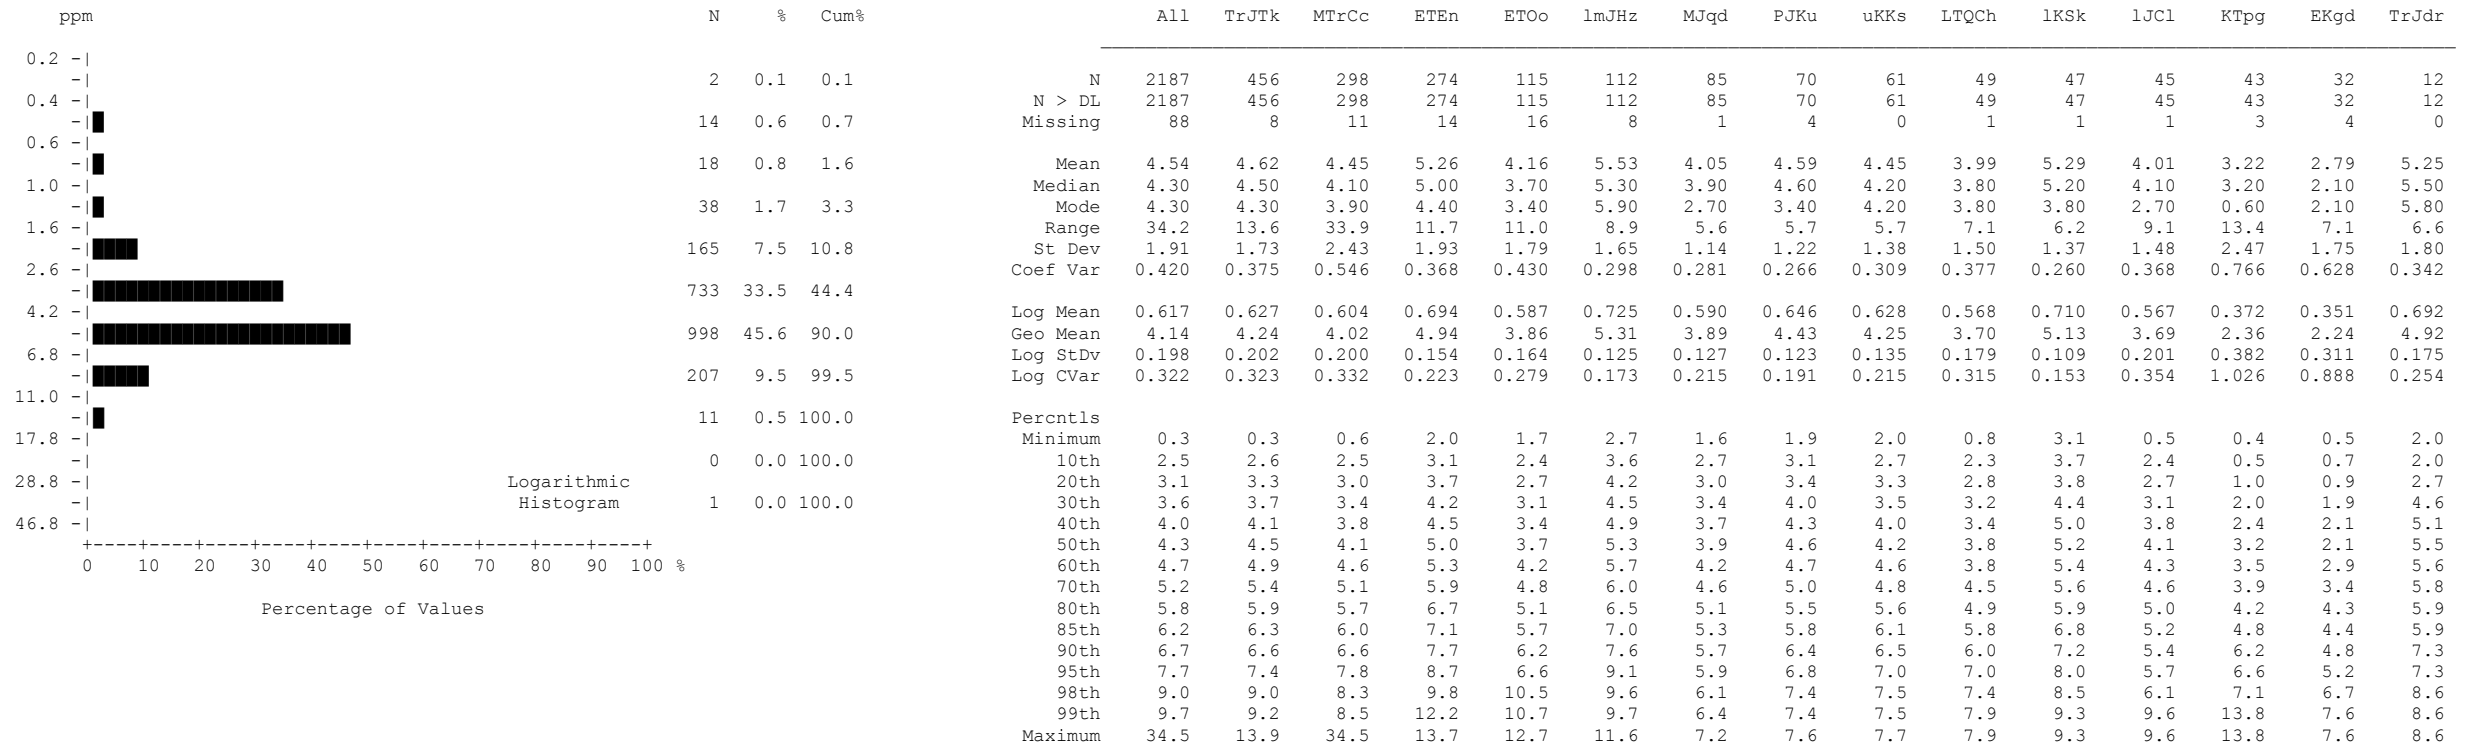 ppm N % Cum% All TrJTk MTrCc ETEn ETOo lmJHz MJqd PJKu uKKs LTQCh lKSk lJCl KTpg EKgd TrJdr
0.2 -|
-| 2 0.1 0.1 N 2187 456 298 274 115 112 85 70 61 49 47 45 43 32 12
0.4 -| N > DL 2187 456 298 274 115 112 85 70 61 49 47 45 43 32 12
-| 14 0.6 0.7 Missing 88 8 11 14 16 8 1 4 0 1 1 1 3 4 0
0.6 -|
-| 18 0.8 1.6 Mean 4.54 4.62 4.45 5.26 4.16 5.53 4.05 4.59 4.45 3.99 5.29 4.01 3.22 2.79 5.25
1.0 -| Median 4.30 4.50 4.10 5.00 3.70 5.30 3.90 4.60 4.20 3.80 5.20 4.10 3.20 2.10 5.50
-| 38 1.7 3.3 Mode 4.30 4.30 3.90 4.40 3.40 5.90 2.70 3.40 4.20 3.80 3.80 2.70 0.60 2.10 5.80
1.6 -| Range 34.2 13.6 33.9 11.7 11.0 8.9 5.6 5.7 5.7 7.1 6.2 9.1 13.4 7.1 6.6
-| 165 7.5 10.8 St Dev 1.91 1.73 2.43 1.93 1.79 1.65 1.14 1.22 1.38 1.50 1.37 1.48 2.47 1.75 1.80
2.6 -| Coef Var 0.420 0.375 0.546 0.368 0.430 0.298 0.281 0.266 0.309 0.377 0.260 0.368 0.766 0.628 0.342
-| 733 33.5 44.4
4.2 -| Log Mean 0.617 0.627 0.604 0.694 0.587 0.725 0.590 0.646 0.628 0.568 0.710 0.567 0.372 0.351 0.692
-| 998 45.6 90.0 Geo Mean 4.14 4.24 4.02 4.94 3.86 5.31 3.89 4.43 4.25 3.70 5.13 3.69 2.36 2.24 4.92
6.8 -| Log StDv 0.198 0.202 0.200 0.154 0.164 0.125 0.127 0.123 0.135 0.179 0.109 0.201 0.382 0.311 0.175
-| 207 9.5 99.5 Log CVar 0.322 0.323 0.332 0.223 0.279 0.173 0.215 0.191 0.215 0.315 0.153 0.354 1.026 0.888 0.254
11.0 -|
-| 11 0.5 100.0 Percntls
17.8 -| Minimum 0.3 0.3 0.6 2.0 1.7 2.7 1.6 1.9 2.0 0.8 3.1 0.5 0.4 0.5 2.0
-| 0 0.0 100.0 10th 2.5 2.6 2.5 3.1 2.4 3.6 2.7 3.1 2.7 2.3 3.7 2.4 0.5 0.7 2.0
28.8 -| Logarithmic 20th 3.1 3.3 3.0 3.7 2.7 4.2 3.0 3.4 3.3 2.8 3.8 2.7 1.0 0.9 2.7
-| Histogram 1 0.0 100.0 30th 3.6 3.7 3.4 4.2 3.1 4.5 3.4 4.0 3.5 3.2 4.4 3.1 2.0 1.9 4.6
46.8 -| 40th 4.0 4.1 3.8 4.5 3.4 4.9 3.7 4.3 4.0 3.4 5.0 3.8 2.4 2.1 5.1
+----+----+----+----+----+----+----+----+----+----+ 50th 4.3 4.5 4.1 5.0 3.7 5.3 3.9 4.6 4.2 3.8 5.2 4.1 3.2 2.1 5.5
0 10 20 30 40 50 60 70 80 90 100 % 60th 4.7 4.9 4.6 5.3 4.2 5.7 4.2 4.7 4.6 3.8 5.4 4.3 3.5 2.9 5.6
70th 5.2 5.4 5.1 5.9 4.8 6.0 4.6 5.0 4.8 4.5 5.6 4.6 3.9 3.4 5.8
Percentage of Values 80th 5.8 5.9 5.7 6.7 5.1 6.5 5.1 5.5 5.6 4.9 5.9 5.0 4.2 4.3 5.9
85th 6.2 6.3 6.0 7.1 5.7 7.0 5.3 5.8 6.1 5.8 6.8 5.2 4.8 4.4 5.9
90th 6.7 6.6 6.6 7.7 6.2 7.6 5.7 6.4 6.5 6.0 7.2 5.4 6.2 4.8 7.3
95th 7.7 7.4 7.8 8.7 6.6 9.1 5.9 6.8 7.0 7.0 8.0 5.7 6.6 5.2 7.3
98th 9.0 9.0 8.3 9.8 10.5 9.6 6.1 7.4 7.5 7.4 8.5 6.1 7.1 6.7 8.6
99th 9.7 9.2 8.5 12.2 10.7 9.7 6.4 7.4 7.5 7.9 9.3 9.6 13.8 7.6 8.6
Maximum 34.5 13.9 34.5 13.7 12.7 11.6 7.2 7.6 7.7 7.9 9.3 9.6 13.8 7.6 8.6